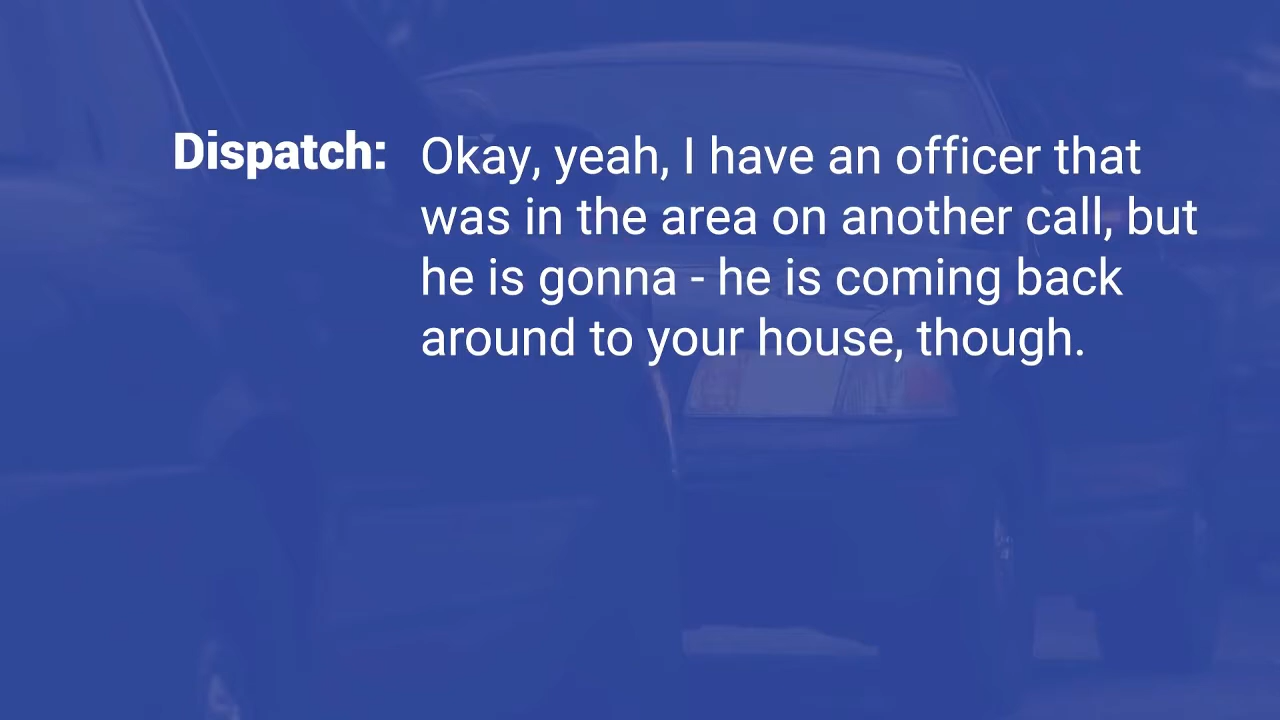 Dispatch: Okay, yeah, I have an officer that
was in the area on another call, but
he is gonna - he is coming back
around to your house, though.